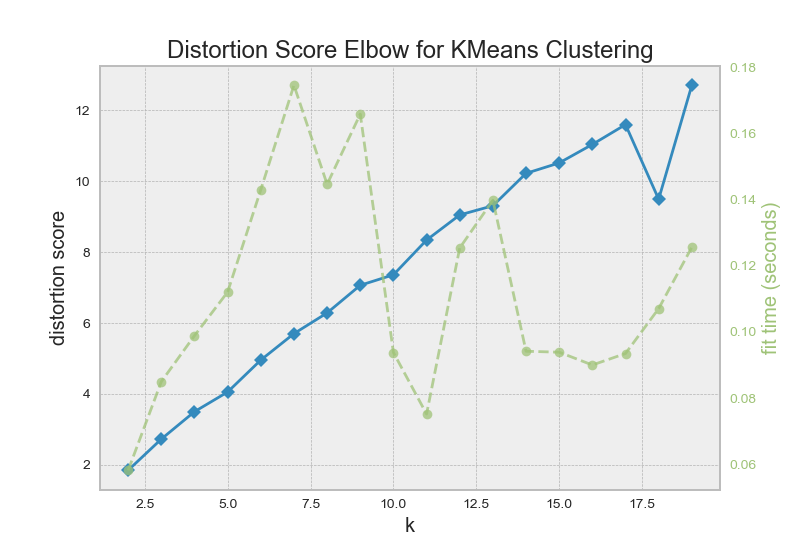 Distortion Score Elbow for KMeans Clustering
distortion score
12
10
8
6
4
2
0.18
0.16
0.14
0.12
0.10
0.08
0.06
fit time (seconds)
2.5 5.0 7.5 10.0 12.5 15.0 17.5
k